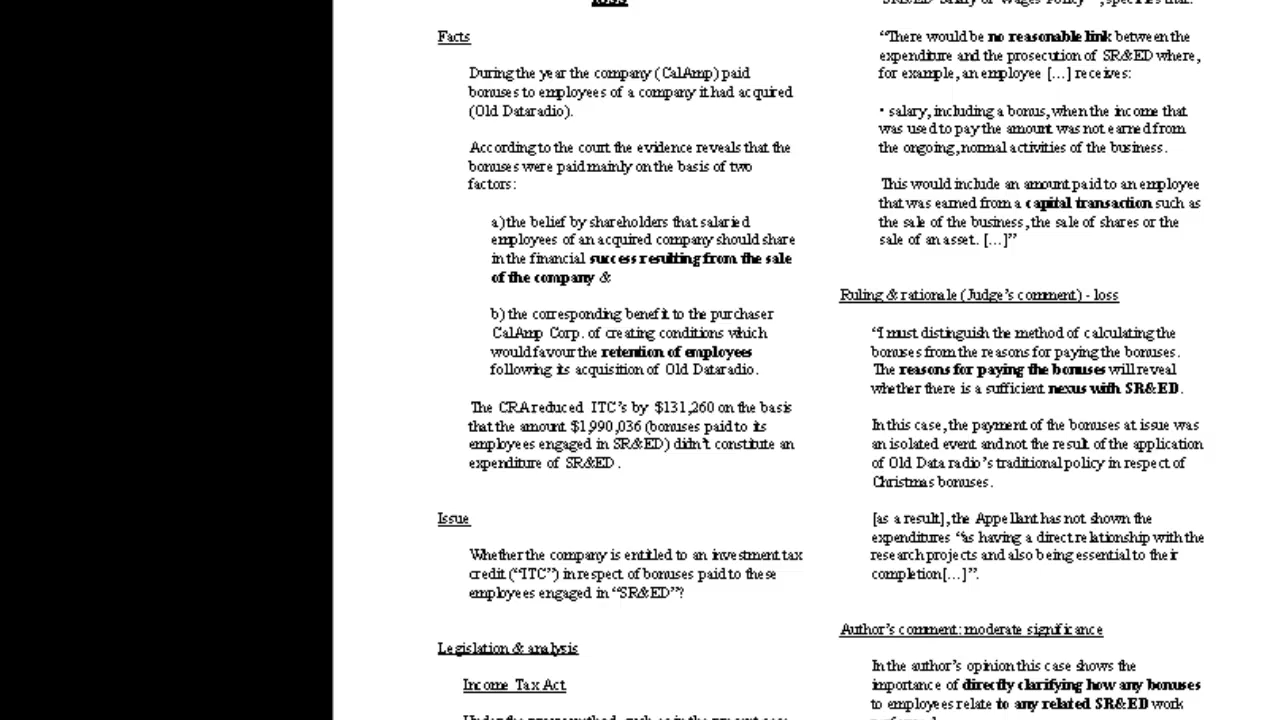 loss
Facts
During the year the company (CalAmp) paid
bonuses to employees of a company it had acquired
(Old Dataradio).
According to the court the evidence reveals that the
bonuses were paid mainly on the basis of two
factors:
a) the belief by shareholders that salaried
employees of an acquired company should share
in the financial success resulting from the sale
of the company &
b) the corresponding benefit to the purchaser
CalAmp Corp. of creating conditions which
would favour the retention of employees
following its acquisition of Old Dataradio.
The CRA reduced ITC's by $131,260 on the basis
that the amount $1,990,036 (bonuses paid to its
employees engaged in SR&ED) didn't constitute an
expenditure of SR&ED.
Issue
Whether the company is entitled to an investment tax
credit ("ITC") in respect of bonuses paid to these
employees engaged in "SR&ED"?
Legislation & analysis
Income Tax Act
SR&ED Salary or Wages Policy", specifies that:
"There would be no reasonable link between the
expenditure and the prosecution of SR&ED where,
for example, an employee [...] receives:
• salary, including a bonus, when the income that
was used to pay the amount was not earned from
the ongoing, normal activities of the business.
This would include an amount paid to an employee
that was earned from a capital transaction such as
the sale of the business, the sale of shares or the
sale of an asset. [...]"
Ruling & rationale (Judge's comment) - loss
"I must distinguish the method of calculating the
bonuses from the reasons for paying the bonuses.
The reasons for paying the bonuses will reveal
whether there is a sufficient nexus with SR&ED.
In this case, the payment of the bonuses at issue was
an isolated event and not the result of the application
of Old Data radio's traditional policy in respect of
Christmas bonuses.
[as a result], the Appellant has not shown the
expenditures "as having a direct relationship with the
research projects and also being essential to their
completion[...]".
Author's comment: moderate significance
In the author's opinion this case shows the
importance of directly clarifying how any bonuses
to employees relate to any related SR&ED work